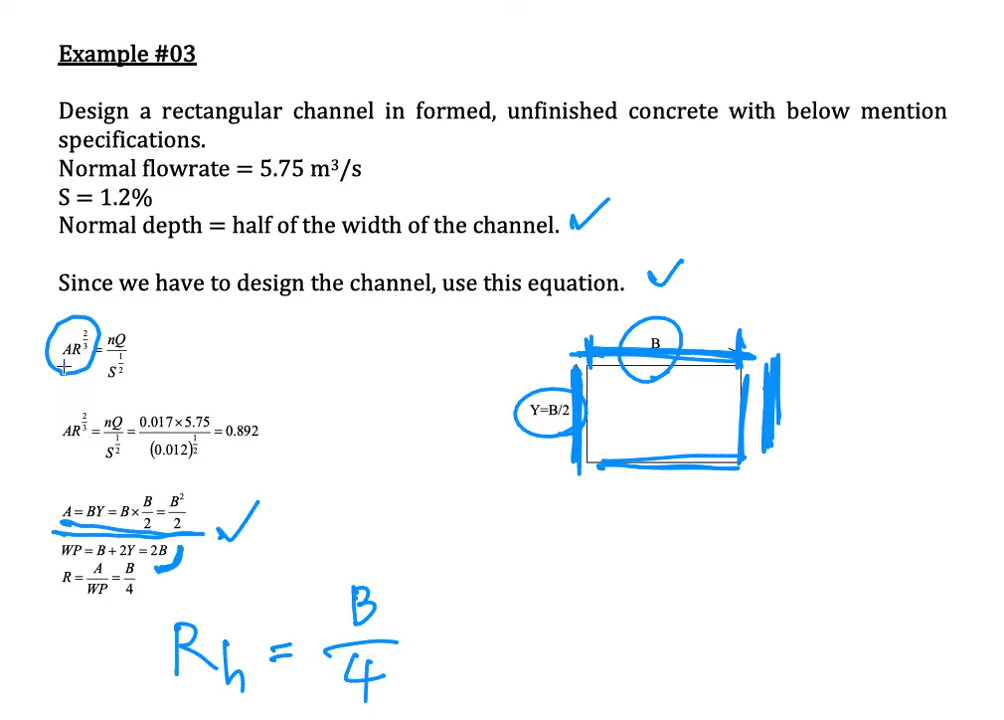 Example #03
Design a rectangular channel in formed, unfinished concrete with below mention
specifications.
Normal flowrate = 5.75 m³/s
S = 1.2%
Normal depth = half of the width of the channel. ✓
Since we have to design the channel, use this equation. ✓
AR^(2/3) = nQ / S^(1/2)
B
Y=B/2
AR^(2/3) = nQ / S^(1/2) = 0.017×5.75 / (0.012)^(1/2) = 0.892
A = BY = B × B/2 = B²/2 ✓
WP = B + 2Y = 2B
R = A/WP = B/4
R_h = B/4